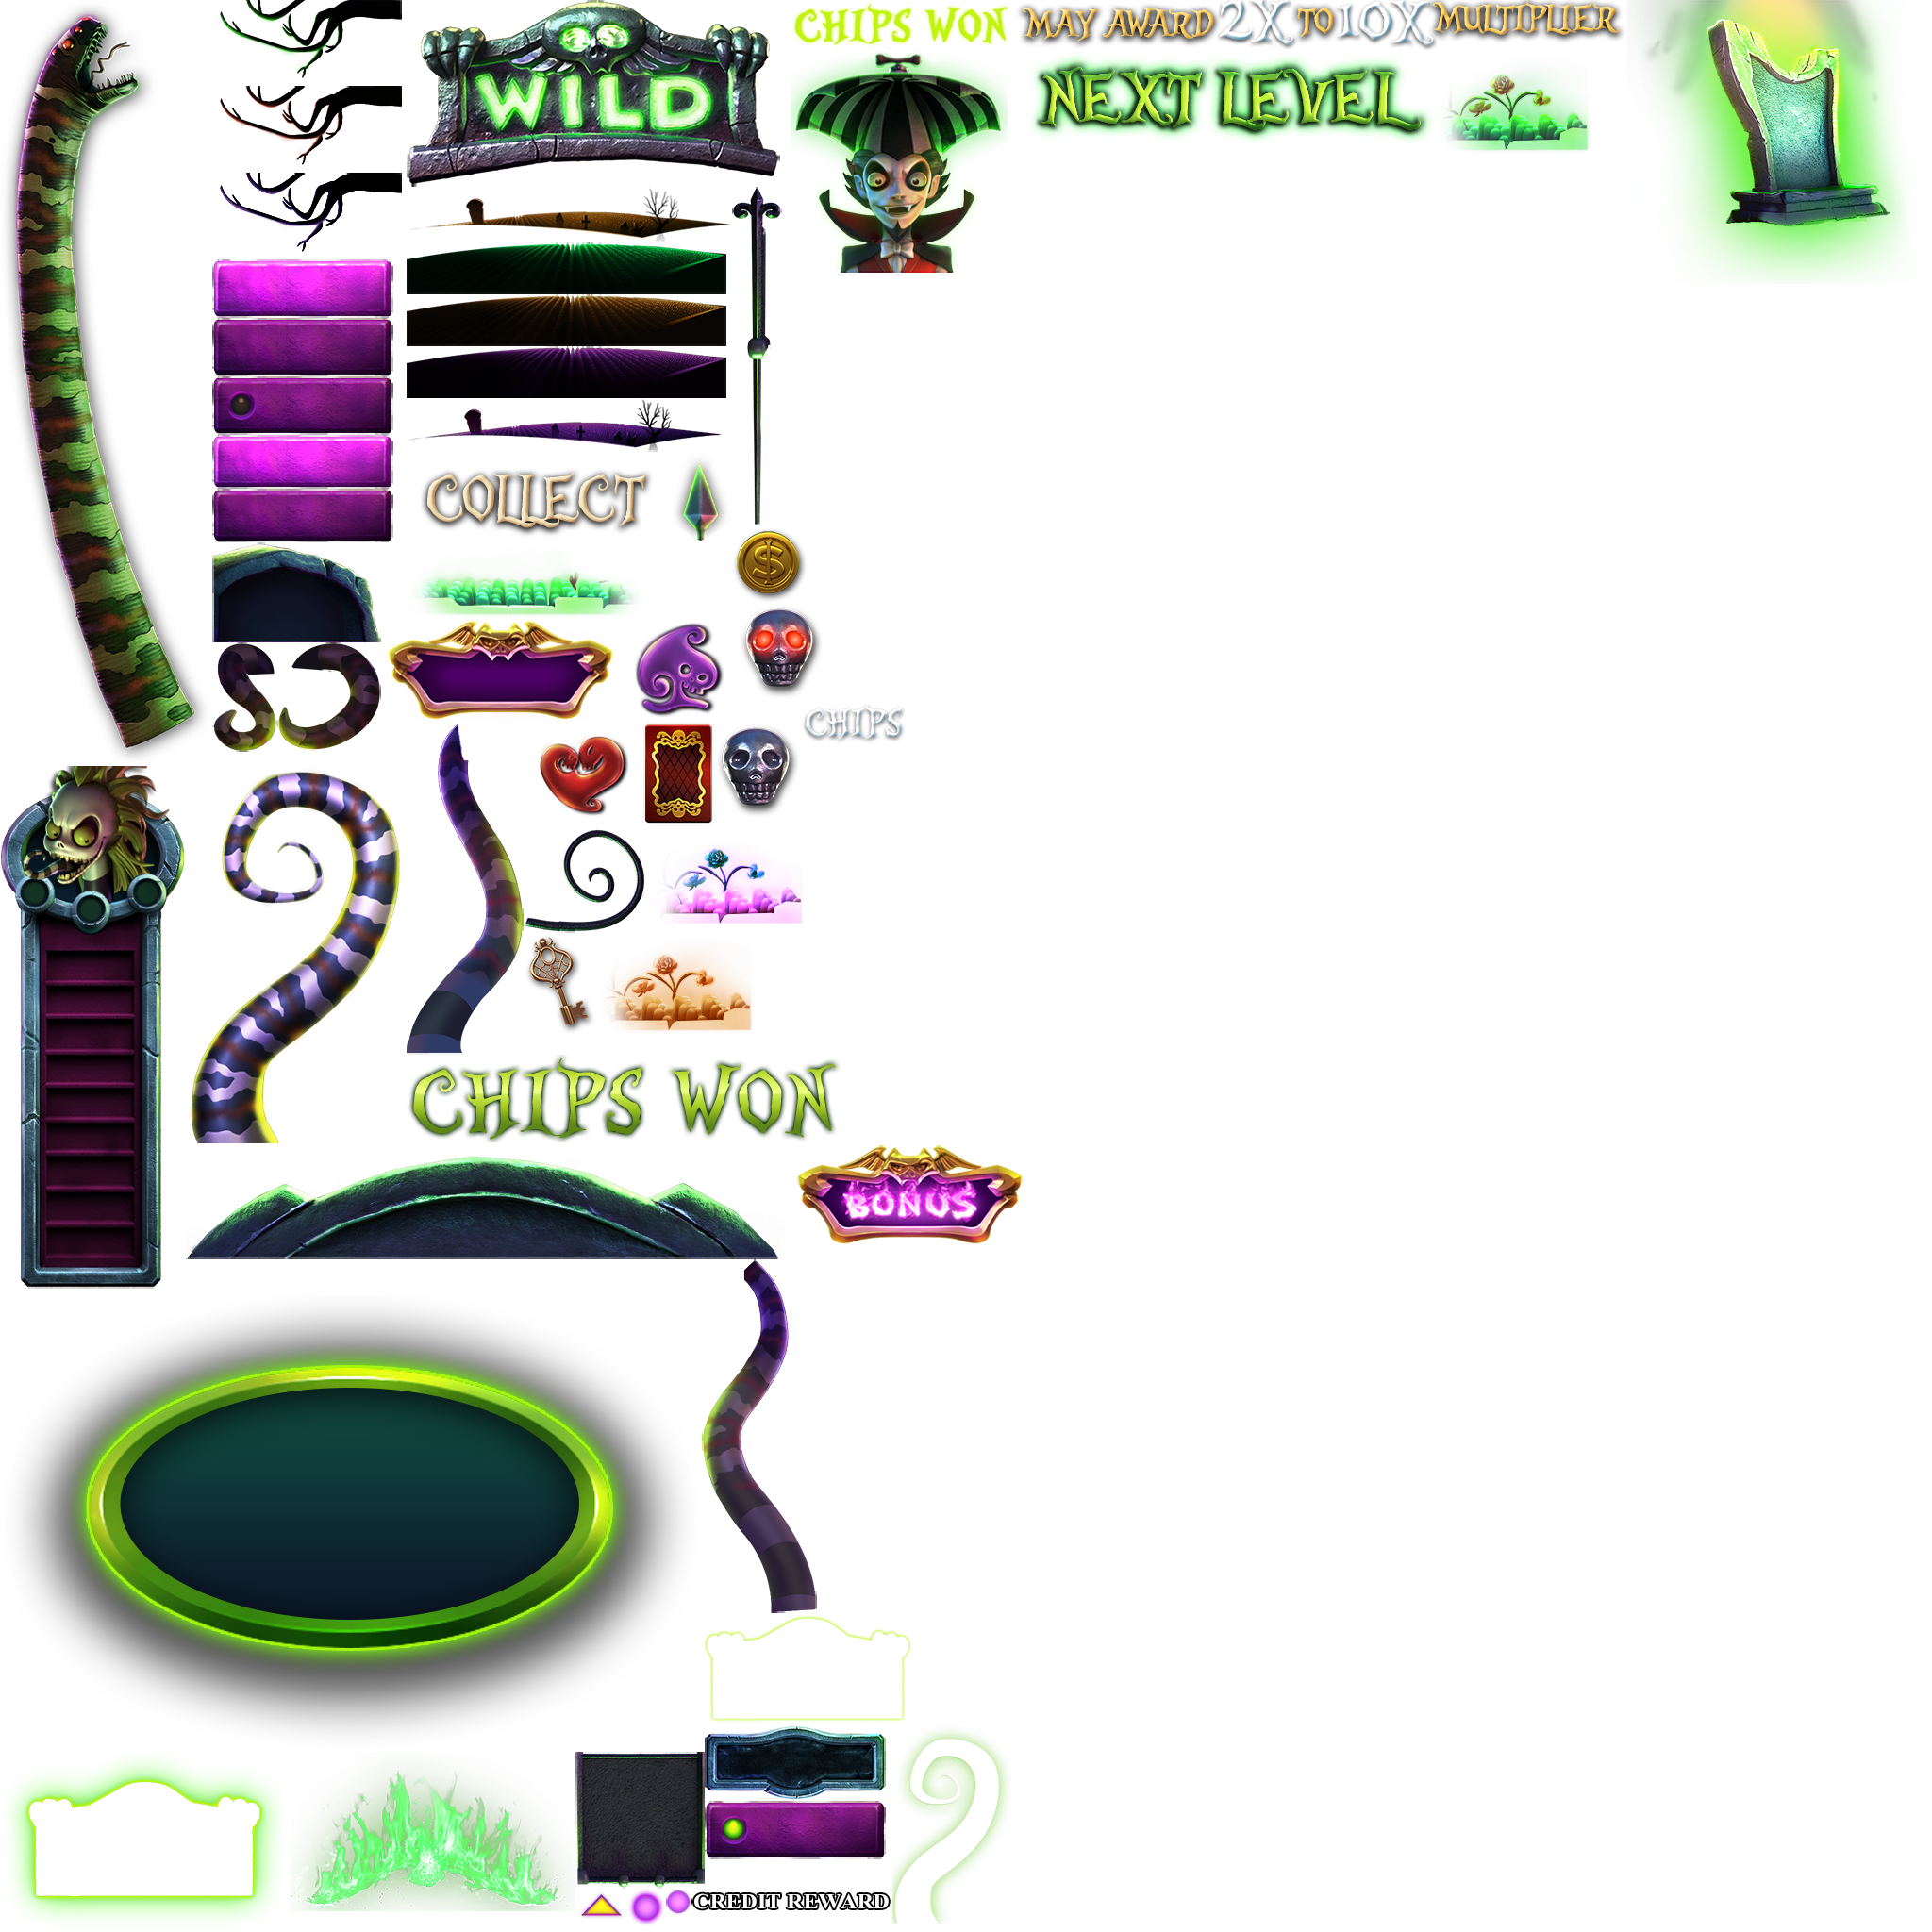 CHIPS WON
MAY AWARD 2X TO 10X MULTIPLIER
WILD
NEXT LEVEL
COLLECT
$
CHIPS
CHIPS WON
BONUS
CREDIT REWARD